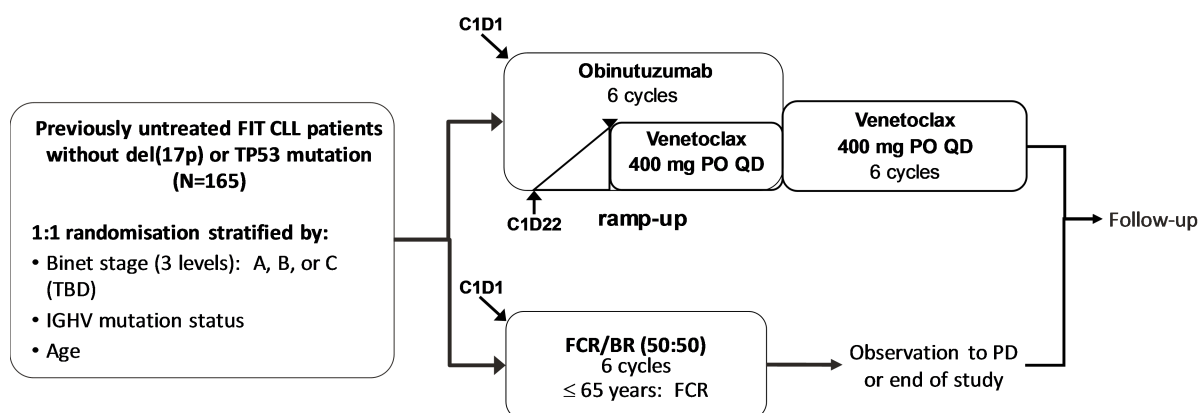 Previously untreated FIT CLL patients
without del(17p) or TP53 mutation
(N=165)
1:1 randomisation stratified by:
• Binet stage (3 levels): A, B, or C
(TBD)
• IGHV mutation status
• Age
C1D1
Obinutuzumab
6 cycles
Venetoclax
400 mg PO QD
C1D22
ramp-up
Venetoclax
400 mg PO QD
6 cycles
C1D1
FCR/BR (50:50)
6 cycles
≤ 65 years: FCR
Observation to PD
or end of study
Follow-up